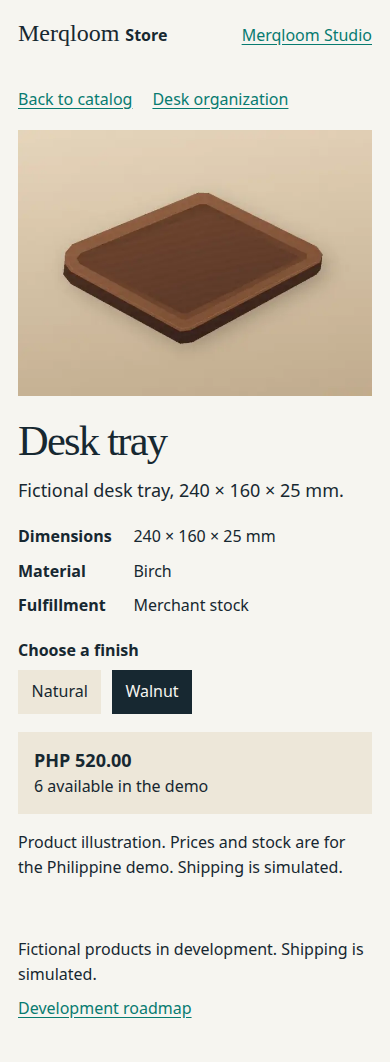 Merqloom Store Merqloom Studio
Back to catalog Desk organization
Desk tray
Fictional desk tray, 240 × 160 × 25 mm.
Dimensions 240 × 160 × 25 mm
Material Birch
Fulfillment Merchant stock
Choose a finish
Natural Walnut
PHP 520.00
6 available in the demo
Product illustration. Prices and stock are for
the Philippine demo. Shipping is simulated.
Fictional products in development. Shipping is
simulated.
Development roadmap